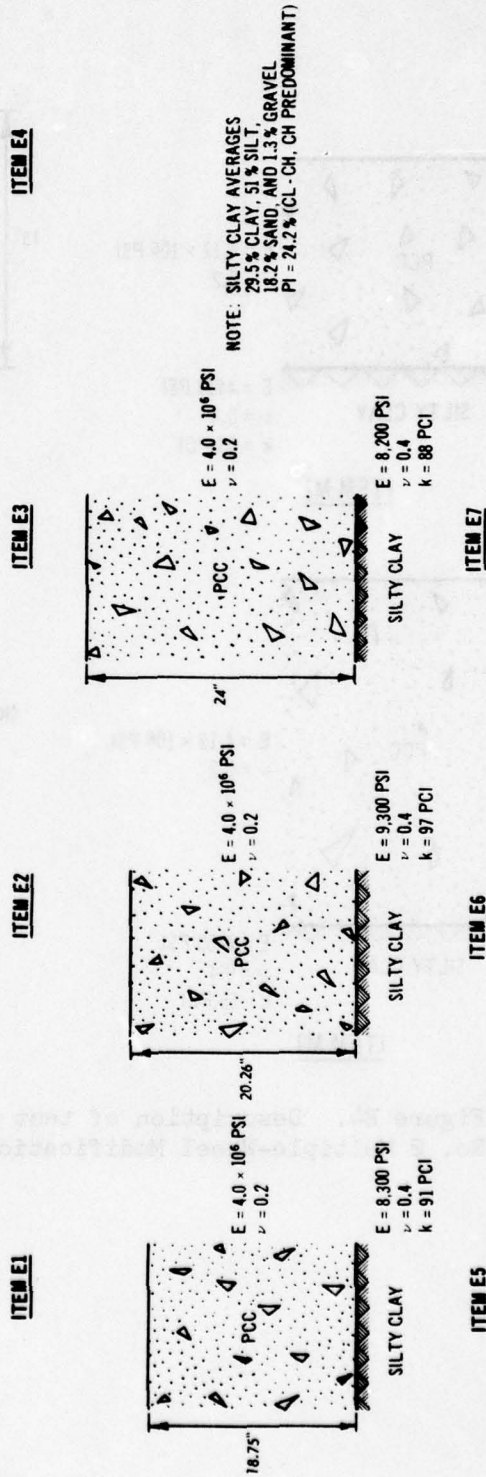 ITEM E1
ITEM E2
ITEM E3
ITEM E4
18.75"
PCC
E = 4.0 × 10⁶ PSI
ν = 0.2
SILTY CLAY
E = 8,300 PSI
ν = 0.4
k = 91 PCI
20.26"
PCC
E = 4.0 × 10⁶ PSI
ν = 0.2
SILTY CLAY
E = 9,300 PSI
ν = 0.4
k = 97 PCI
24"
PCC
E = 4.0 × 10⁶ PSI
ν = 0.2
SILTY CLAY
E = 8,200 PSI
ν = 0.4
k = 88 PCI
NOTE: SILTY CLAY AVERAGES
29.5% CLAY, 51% SILT,
18.2% SAND, AND 1.3% GRAVEL
PI = 24.2% (CL - CH, CH PREDOMINANT)
ITEM E5
ITEM E6
ITEM E7